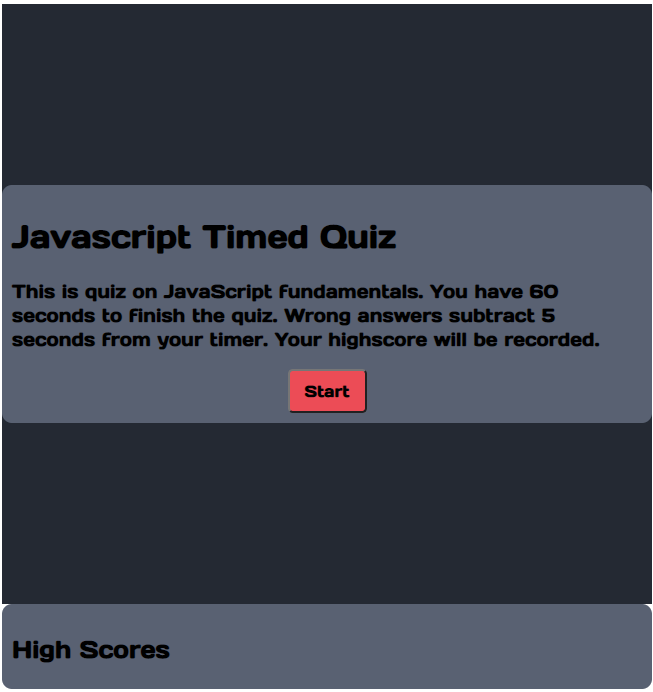 Javascript Timed Quiz
This is quiz on JavaScript fundamentals. You have 60
seconds to finish the quiz. Wrong answers subtract 5
seconds from your timer. Your highscore will be recorded.
Start
High Scores